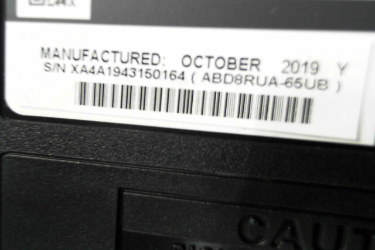 MANUFACTURED: OCTOBER 2019 Y
S/N XA4A1943150164 ( ABD8RUA-65UB )
CAUT